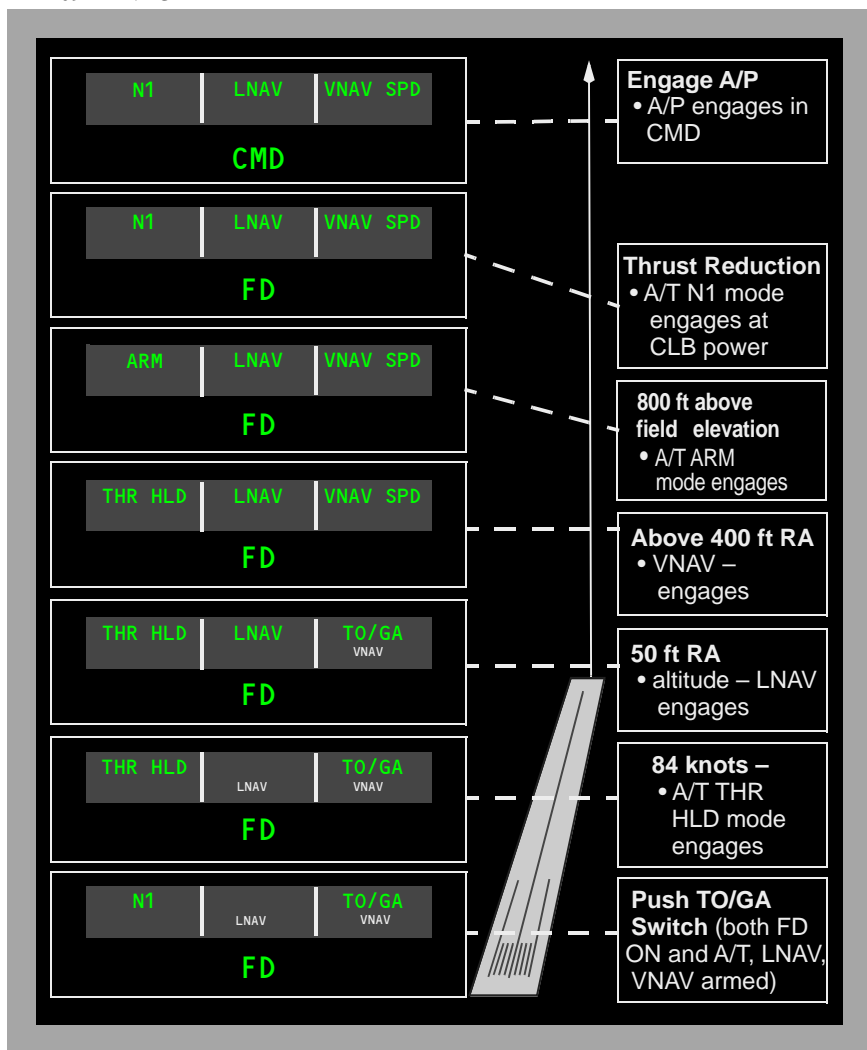 N1 LNAV VNAV SPD
CMD
Engage A/P
• A/P engages in
CMD
N1 LNAV VNAV SPD
FD
Thrust Reduction
• A/T N1 mode
engages at
CLB power
ARM LNAV VNAV SPD
FD
800 ft above
field elevation
• A/T ARM
mode engages
THR HLD LNAV VNAV SPD
FD
Above 400 ft RA
• VNAV –
engages
THR HLD LNAV TO/GA
VNAV
FD
50 ft RA
• altitude – LNAV
engages
THR HLD TO/GA
LNAV VNAV
FD
84 knots –
• A/T THR
HLD mode
engages
N1 TO/GA
LNAV VNAV
FD
Push TO/GA
Switch (both FD
ON and A/T, LNAV,
VNAV armed)